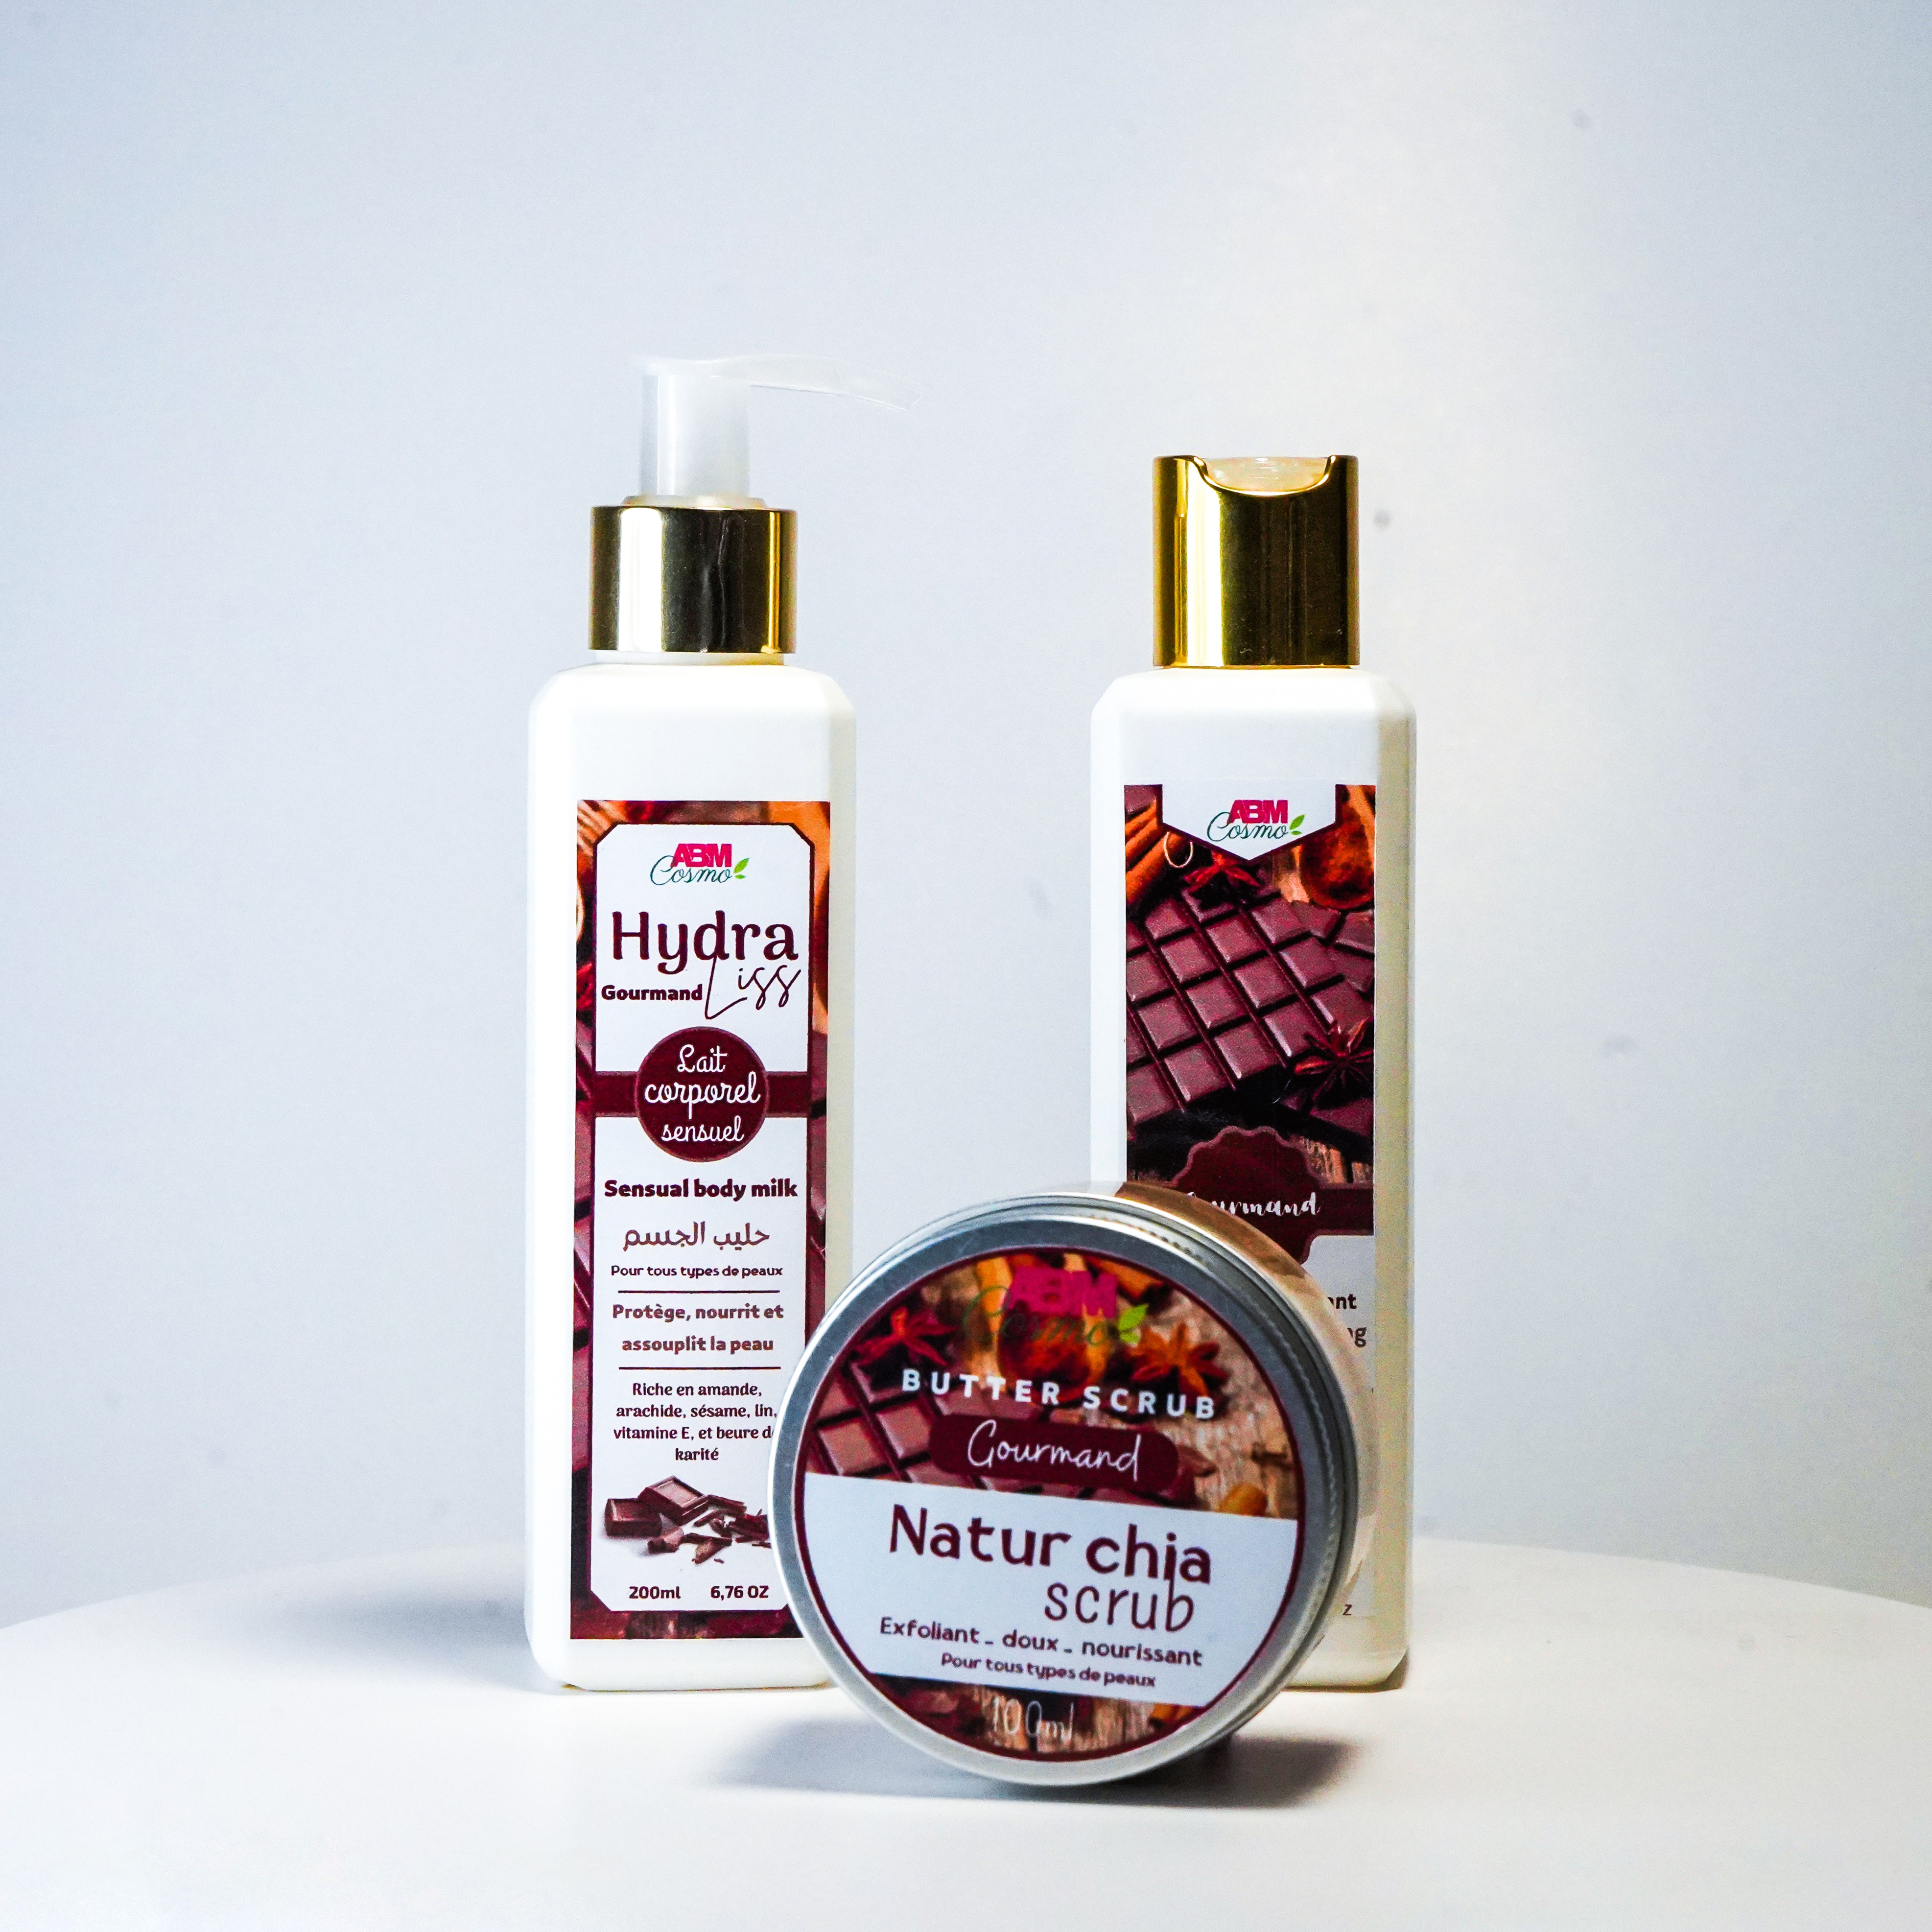 ABM
Cosmo
Hydra
Liss
Gourmand
Lait
corporel
sensuel
Sensual body milk
حليب الجسم
Pour tous types de peaux
Protège, nourrit et
assouplit la peau
Riche en amande,
arachide, sésame, lin,
vitamine E, et beure
karité
200ml 6,76 OZ
ABM
Cosmo
ABM
Cosmo
BUTTER SCRUB
Gourmand
Natur chia
scrub
Exfoliant - doux - nourissant
Pour tous types de peaux
100ml